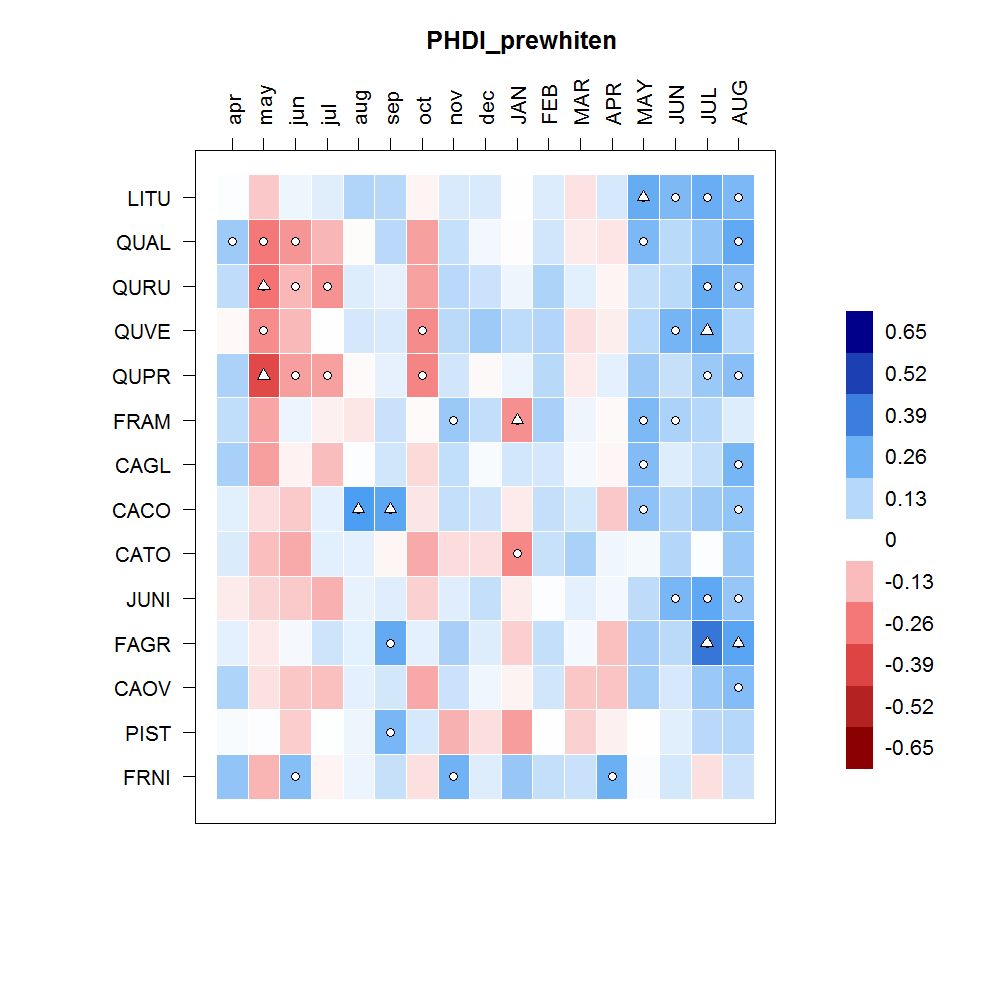 PHDI_prewhiten
apr may jun jul aug sep oct nov dec JAN FEB MAR APR MAY JUN JUL AUG
LITU
QUAL
QURU
QUVE
QUPR
FRAM
CAGL
CACO
CATO
JUNI
FAGR
CAOV
PIST
FRNI
0.65
0.52
0.39
0.26
0.13
0
-0.13
-0.26
-0.39
-0.52
-0.65